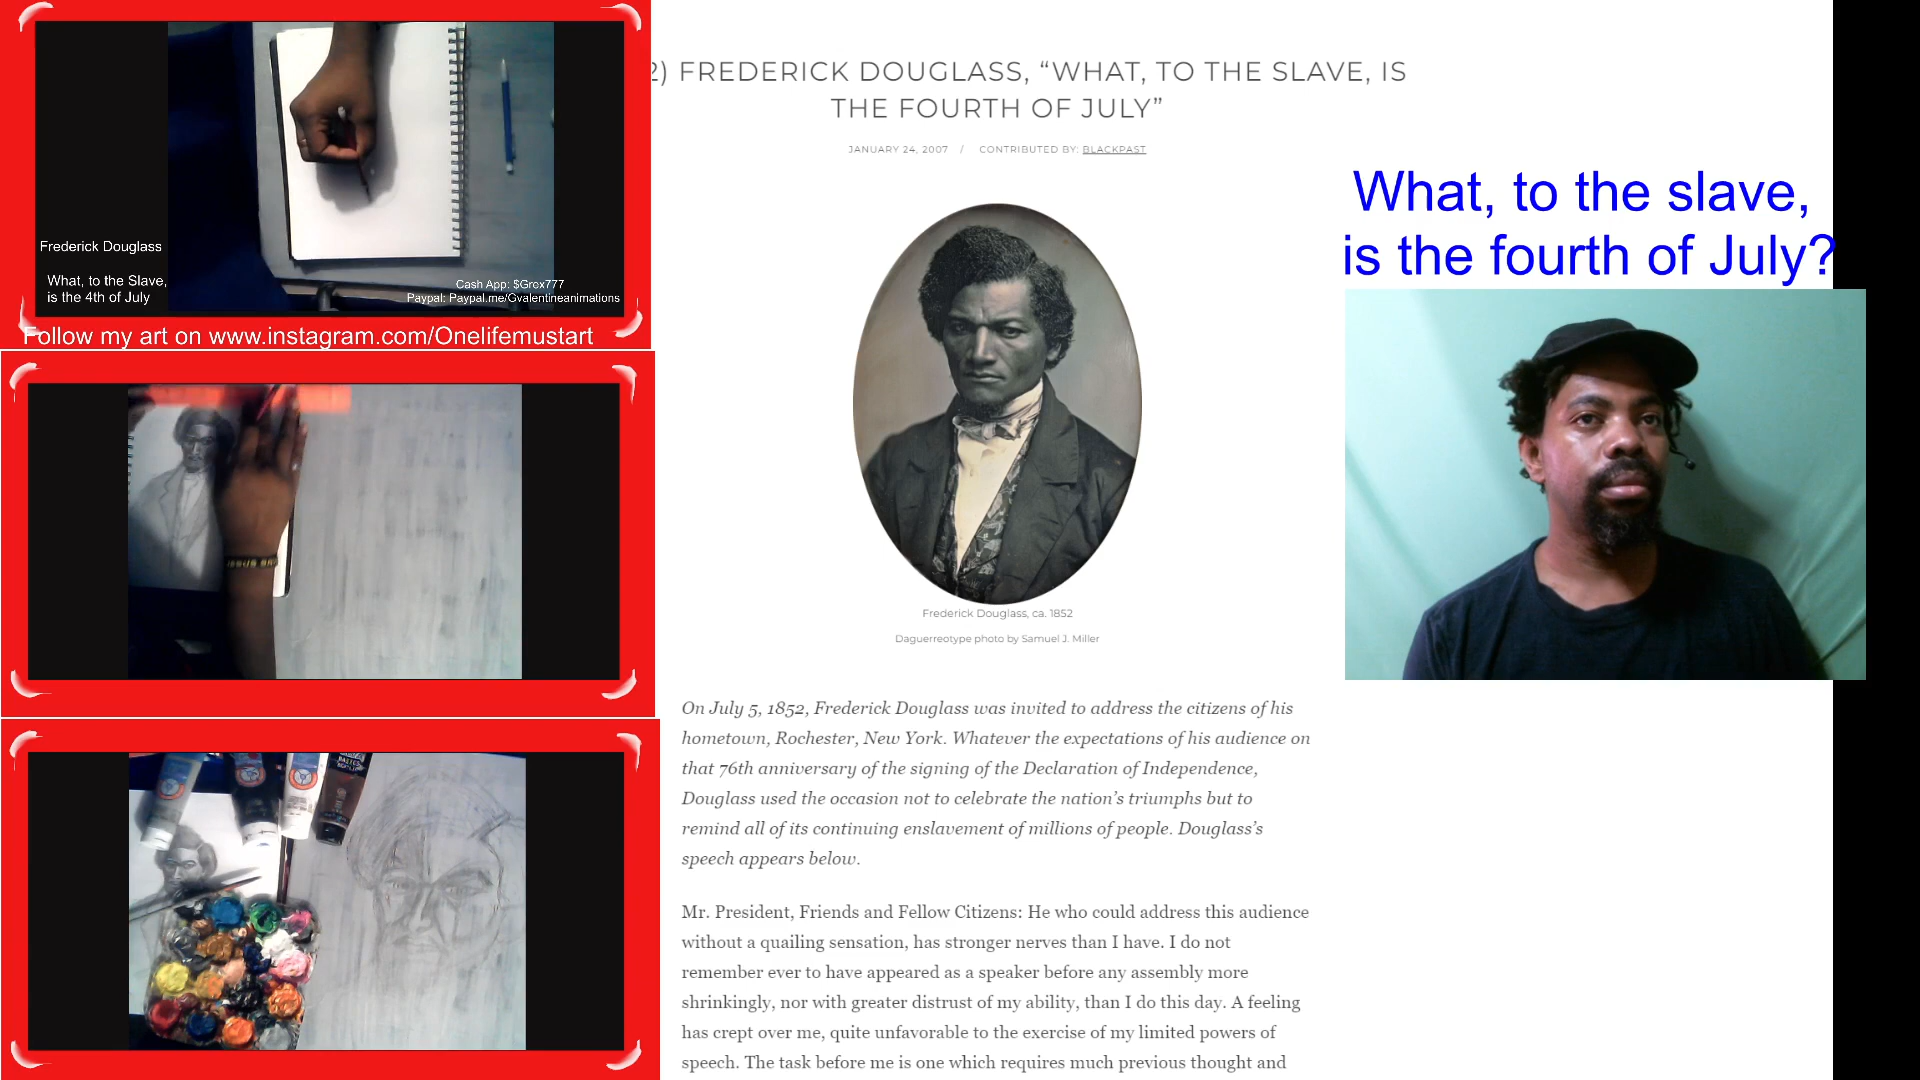 2) FREDERICK DOUGLASS, “WHAT, TO THE SLAVE, IS
THE FOURTH OF JULY”
JANUARY 24, 2007 / CONTRIBUTED BY: BLACKPAST
What, to the slave,
is the fourth of July?
Frederick Douglass
What, to the Slave,
is the 4th of July
Cash App: $Grox777
Paypal: Paypal.me/Gvalentineanimations
Follow my art on www.instagram.com/Onelifemustart
Frederick Douglass, ca. 1852
Daguerreotype photo by Samuel J. Miller
On July 5, 1852, Frederick Douglass was invited to address the citizens of his
hometown, Rochester, New York. Whatever the expectations of his audience on
that 76th anniversary of the signing of the Declaration of Independence,
Douglass used the occasion not to celebrate the nation’s triumphs but to
remind all of its continuing enslavement of millions of people. Douglass’s
speech appears below.
Mr. President, Friends and Fellow Citizens: He who could address this audience
without a quailing sensation, has stronger nerves than I have. I do not
remember ever to have appeared as a speaker before any assembly more
shrinkingly, nor with greater distrust of my ability, than I do this day. A feeling
has crept over me, quite unfavorable to the exercise of my limited powers of
speech. The task before me is one which requires much previous thought and